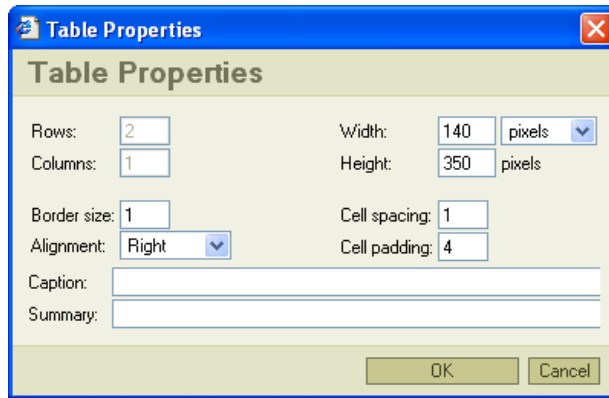 Table Properties
Table Properties
Rows: 2 Width: 140 pixels
Columns: 1 Height: 350 pixels
Border size: 1 Cell spacing: 1
Alignment: Right Cell padding: 4
Caption:
Summary:
OK Cancel